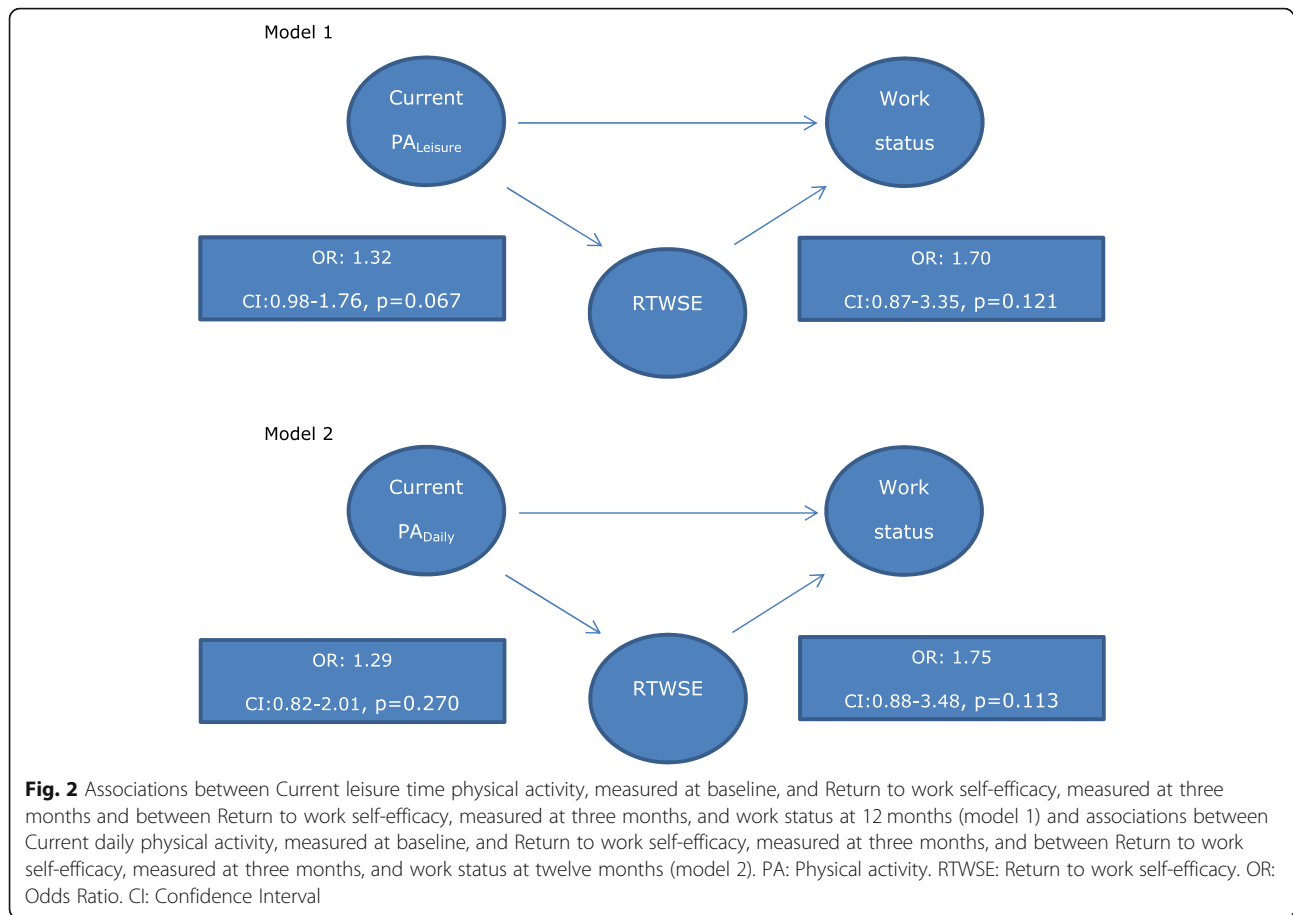 Model 1
Current
PA Leisure
Work
status
OR: 1.32
CI:0.98-1.76, p=0.067
RTWSE
OR: 1.70
CI:0.87-3.35, p=0.121
Model 2
Current
PA Daily
Work
status
OR: 1.29
CI:0.82-2.01, p=0.270
RTWSE
OR: 1.75
CI:0.88-3.48, p=0.113
Fig. 2 Associations between Current leisure time physical activity, measured at baseline, and Return to work self-efficacy, measured at three
months and between Return to work self-efficacy, measured at three months, and work status at 12 months (model 1) and associations between
Current daily physical activity, measured at baseline, and Return to work self-efficacy, measured at three months, and between Return to work
self-efficacy, measured at three months, and work status at twelve months (model 2). PA: Physical activity. RTWSE: Return to work self-efficacy. OR:
Odds Ratio. CI: Confidence Interval